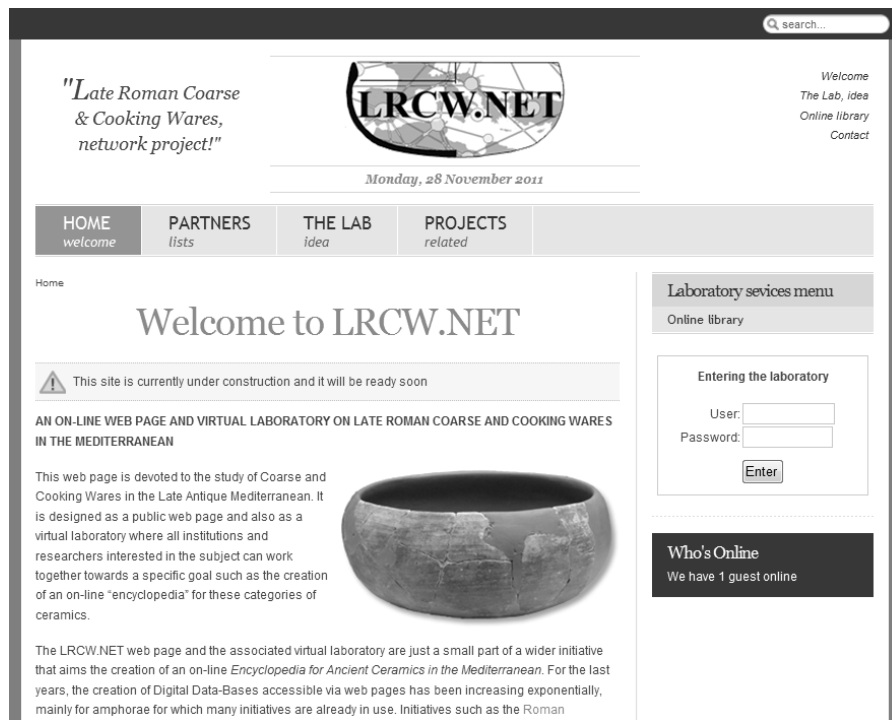 search...
"Late Roman Coarse
& Cooking Wares,
network project!"
LRCW.NET
Monday, 28 November 2011
Welcome
The Lab, idea
Online library
Contact
HOME
welcome
PARTNERS
lists
THE LAB
idea
PROJECTS
related
Home
Welcome to LRCW.NET
This site is currently under construction and it will be ready soon
AN ON-LINE WEB PAGE AND VIRTUAL LABORATORY ON LATE ROMAN COARSE AND COOKING WARES
IN THE MEDITERRANEAN
This web page is devoted to the study of Coarse and
Cooking Wares in the Late Antique Mediterranean. It
is designed as a public web page and also as a
virtual laboratory where all institutions and
researchers interested in the subject can work
together towards a specific goal such as the creation
of an on-line “encyclopedia” for these categories of
ceramics.
The LRCW.NET web page and the associated virtual laboratory are just a small part of a wider initiative
that aims the creation of an on-line Encyclopedia for Ancient Ceramics in the Mediterranean. For the last
years, the creation of Digital Data-Bases accessible via web pages has been increasing exponentially,
mainly for amphorae for which many initiatives are already in use. Initiatives such as the Roman
Laboratory sevices menu
Online library
Entering the laboratory
User:
Password:
Enter
Who's Online
We have 1 guest online